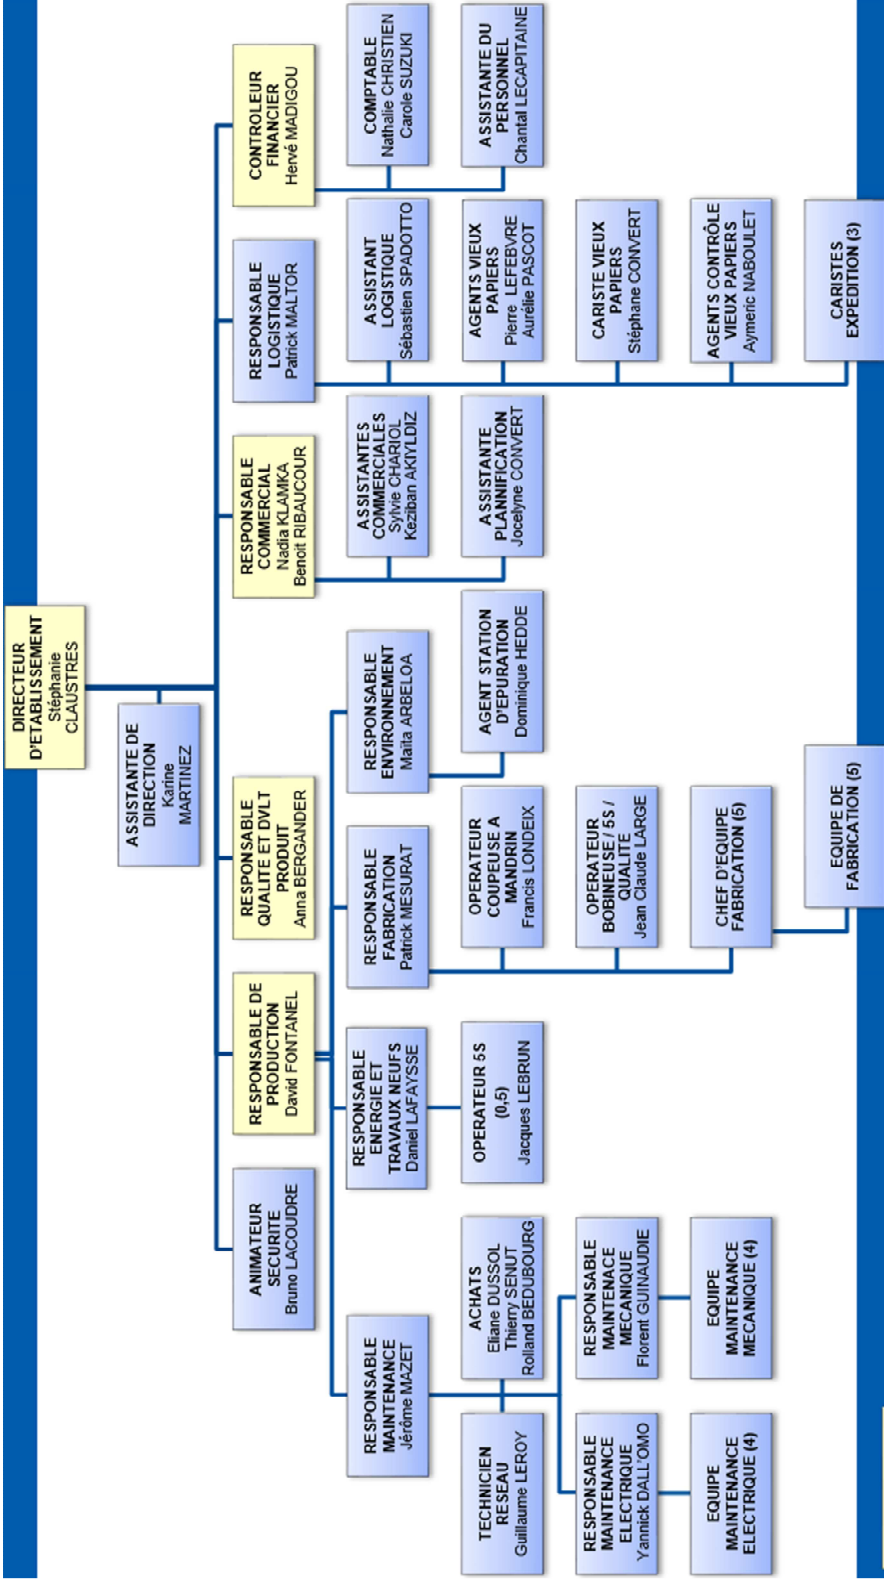 DIRECTEUR
D'ETABLISSEMENT
Stéphanie
CLAUSTRES
ASSISTANTE DE
DIRECTION
Karine
MARTINEZ
ANIMATEUR
SECURITE
Bruno LACOUDRE
RESPONSABLE DE
PRODUCTION
David FONTANEL
RESPONSABLE
QUALITE ET DVLT
PRODUIT
Anna BERGANDER
RESPONSABLE
COMMERCIAL
Nadia KLAMKA
Benoit RIBAUCOUR
RESPONSABLE
LOGISTIQUE
Patrick MALTOR
CONTROLEUR
FINANCIER
Hervé MADIGOU
RESPONSABLE
MAINTENANCE
Jérôme MAZET
RESPONSABLE
ENERGIE ET
TRAVAUX NEUFS
Daniel LAFAYSSE
RESPONSABLE
FABRICATION
Patrick MESURAT
RESPONSABLE
ENVIRONNEMENT
Maïta ARBELOA
ASSISTANTES
COMMERCIALES
Sylvie CHARIOL
Keziban AKIYLDIZ
ASSISTANT
LOGISTIQUE
Sébastien SPADOTTO
COMPTABLE
Nathalie CHRISTIEN
Carole SUZUKI
TECHNICIEN
RESEAU
Guillaume LEROY
ACHATS
Eliane DUSSOL
Thierry SENUT
Rolland BEDUBOURG
OPERATEUR 5S
(0,5)
Jacques LEBRUN
OPERATEUR
COUPEUSE A
MANDRIN
Francis LONDEIX
AGENT STATION
D'EPURATION
Dominique HEDDE
ASSISTANTE
PLANNIFICATION
Jocelyne CONVERT
AGENTS VIEUX
PAPIERS
Pierre LEFEBVRE
Aurélie PASCOT
ASSISTANTE DU
PERSONNEL
Chantal LECAPITAINE
RESPONSABLE
MAINTENANCE
ELECTRIQUE
Yannick DALL'OMO
RESPONSABLE
MAINTENACE
MECANIQUE
Florent GUINAUDIE
OPERATEUR
BOBINEUSE / 5S /
QUALITE
Jean Claude LARGE
CARISTE VIEUX
PAPIERS
Stéphane CONVERT
EQUIPE
MAINTENANCE
ELECTRIQUE (4)
EQUIPE
MAINTENANCE
MECANIQUE (4)
CHEF D'EQUIPE
FABRICATION (5)
AGENTS CONTRÔLE
VIEUX PAPIERS
Aymeric NABOULET
EQUIPE DE
FABRICATION (5)
CARISTES
EXPEDITION (3)